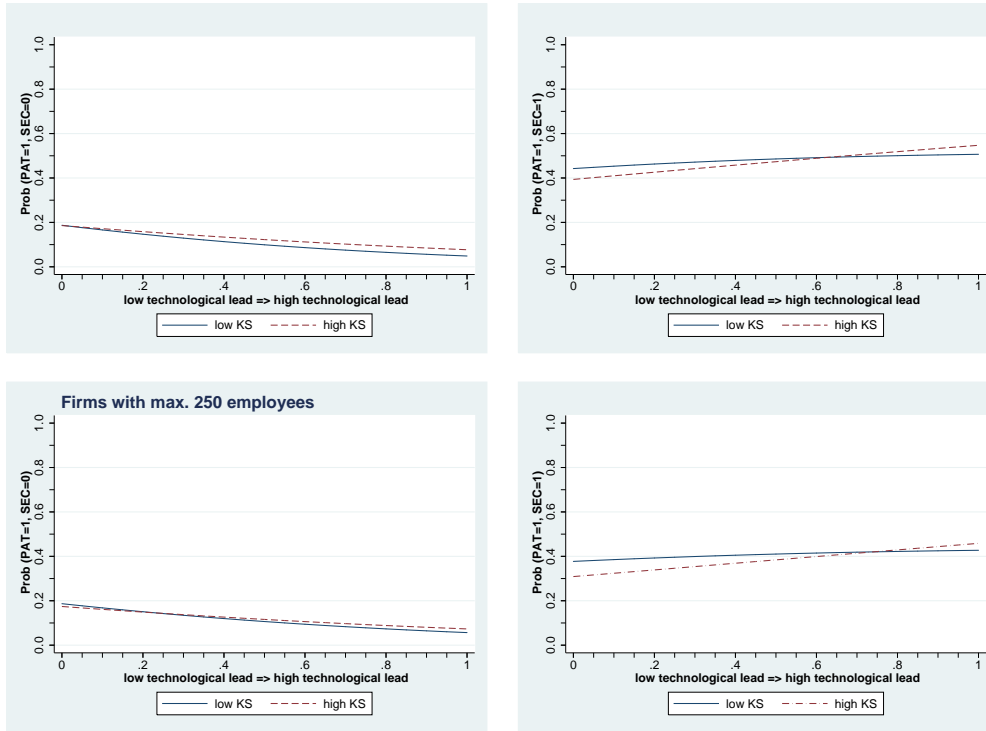 Prob (PAT=1, SEC=0)
1.0
0.8
0.6
0.4
0.2
0.0
0 .2 .4 .6 .8 1
low technological lead => high technological lead
low KS high KS
Prob (PAT=1, SEC=1)
1.0
0.8
0.6
0.4
0.2
0.0
0 .2 .4 .6 .8 1
low technological lead => high technological lead
low KS high KS
Firms with max. 250 employees
Prob (PAT=1, SEC=0)
1.0
0.8
0.6
0.4
0.2
0.0
0 .2 .4 .6 .8 1
low technological lead => high technological lead
low KS high KS
Prob (PAT=1, SEC=1)
1.0
0.8
0.6
0.4
0.2
0.0
0 .2 .4 .6 .8 1
low technological lead => high technological lead
low KS high KS